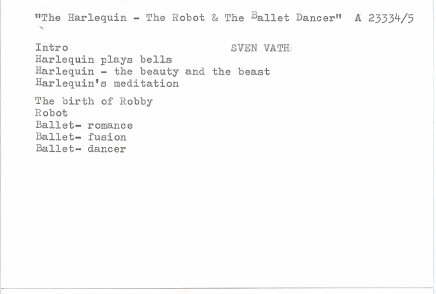 "The Harlequin - The Robot & The Ballet Dancer" A 23334/5
Intro SVEN VATH
Harlequin plays bells
Harlequin - the beauty and the beast
Harlequin's meditation
The birth of Robby
Robot
Ballet- romance
Ballet- fusion
Ballet- dancer